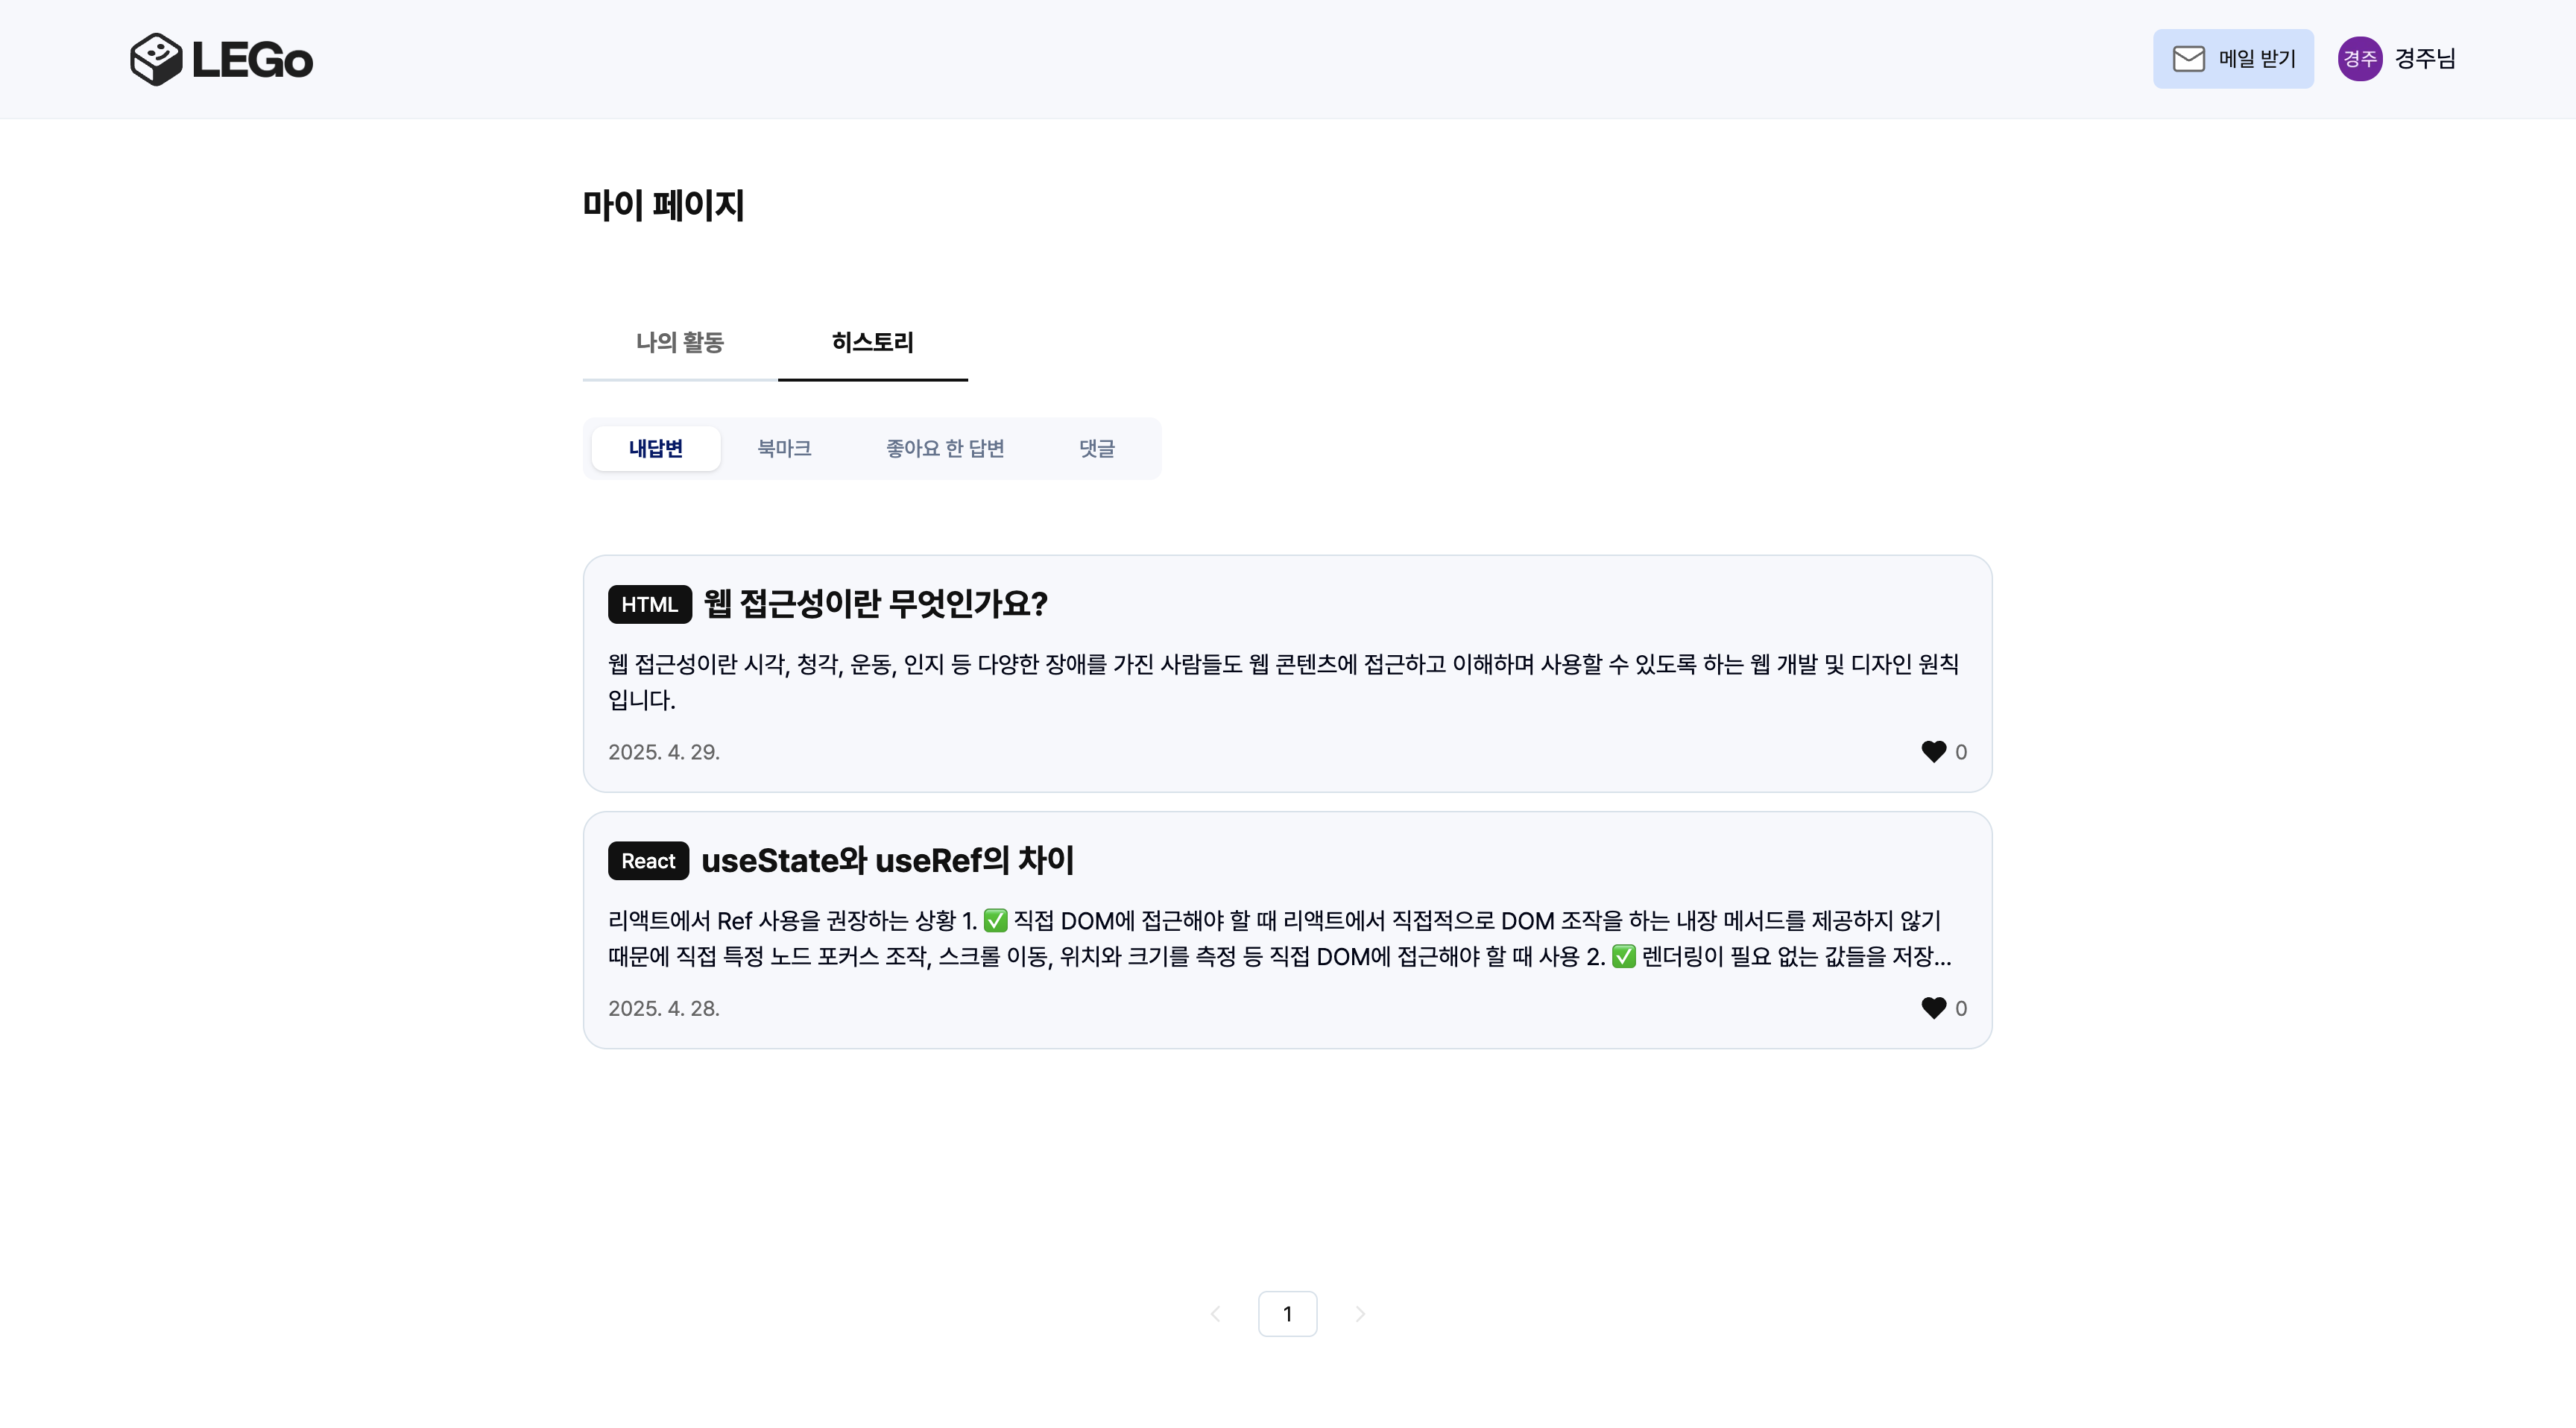 LEGo
메일 받기
경주
경주님
마이 페이지
나의 활동
히스토리
내답변
북마크
좋아요 한 답변
댓글
HTML 웹 접근성이란 무엇인가요?
웹 접근성이란 시각, 청각, 운동, 인지 등 다양한 장애를 가진 사람들도 웹 콘텐츠에 접근하고 이해하며 사용할 수 있도록 하는 웹 개발 및 디자인 원칙
입니다.
2025. 4. 29.
0
React useState와 useRef의 차이
리액트에서 Ref 사용을 권장하는 상황 1. ✅ 직접 DOM에 접근해야 할 때 리액트에서 직접적으로 DOM 조작을 하는 내장 메서드를 제공하지 않기
때문에 직접 특정 노드 포커스 조작, 스크롤 이동, 위치와 크기를 측정 등 직접 DOM에 접근해야 할 때 사용 2. ✅ 렌더링이 필요 없는 값들을 저장...
2025. 4. 28.
0
1